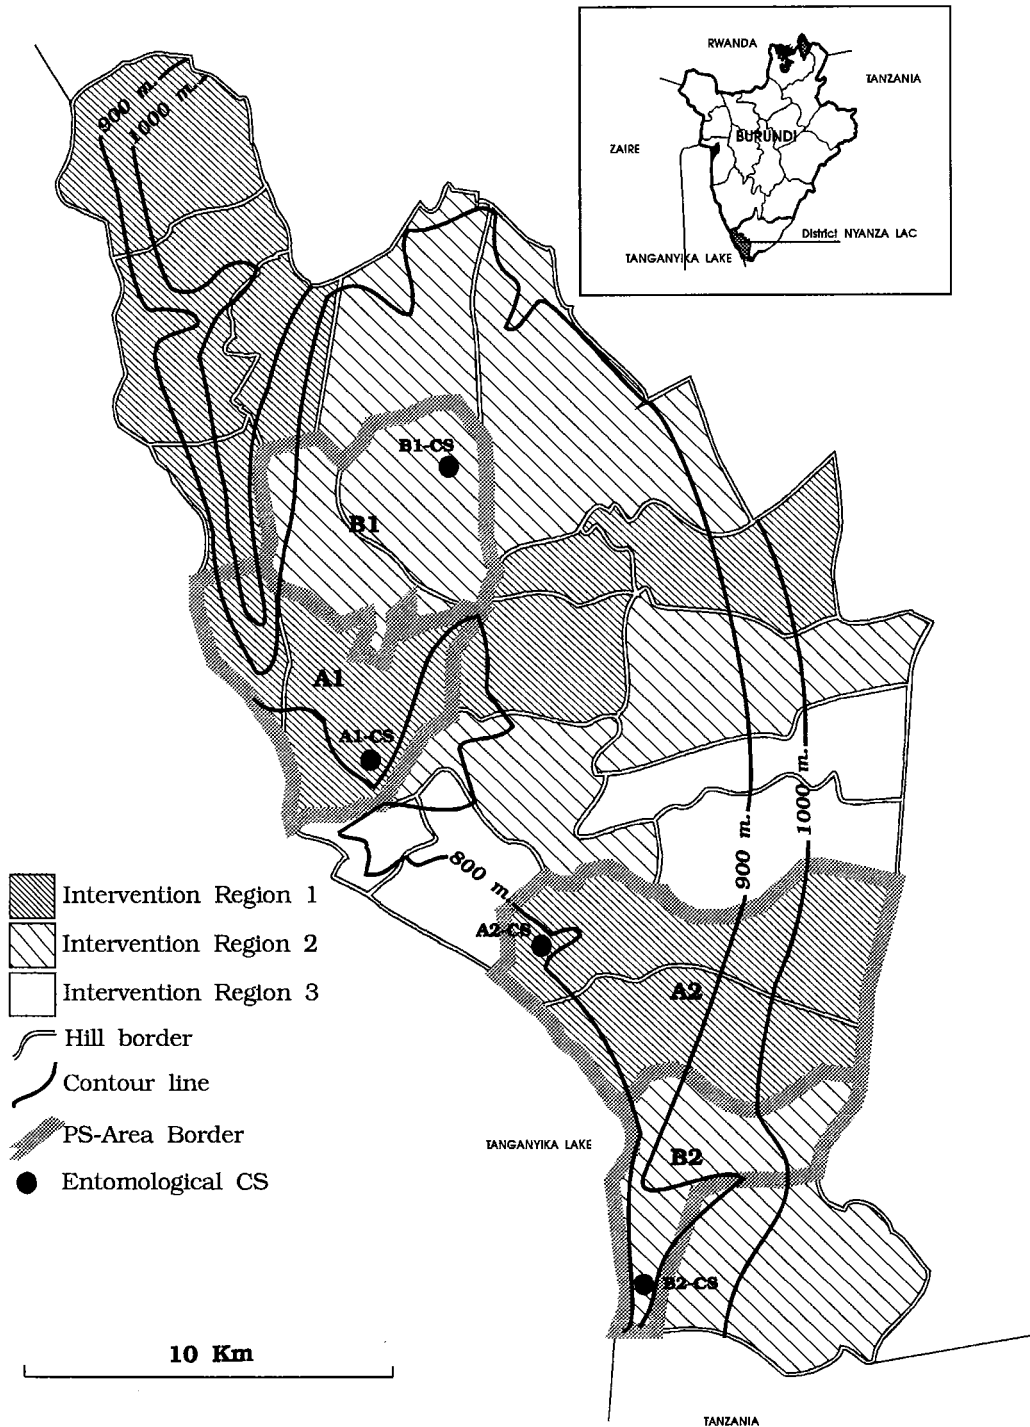 RWANDA
TANZANIA
ZAIRE
BURUNDI
District NYANZA LAC
TANGANYIKA LAKE
900 m.
1000 m.
B1-CS
B1
A1
A1-CS
800 m.
900 m.
1000 m.
A2-CS
A2
B2
B2-CS
Intervention Region 1
Intervention Region 2
Intervention Region 3
Hill border
Contour line
PS-Area Border
Entomological CS
TANGANYIKA LAKE
10 Km
TANZANIA